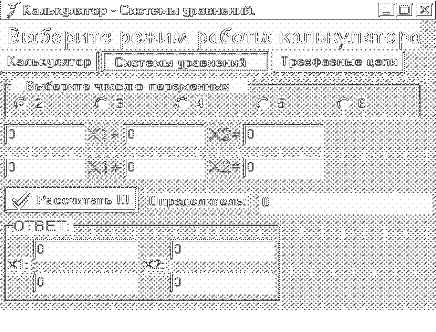 Калькулятор - Системы уравнений.
Выберите режим работы калькулятора
Калькулятор Системы уравнений Трехфазные цепи
Выберите число переменных
2 3 4 5 6
0 X1+ 0 X2= 0
0 X1+ 0 X2= 0
Рассчитать !!! Определитель: 0
ОТВЕТ:
X1: 0 X2: 0
0 0